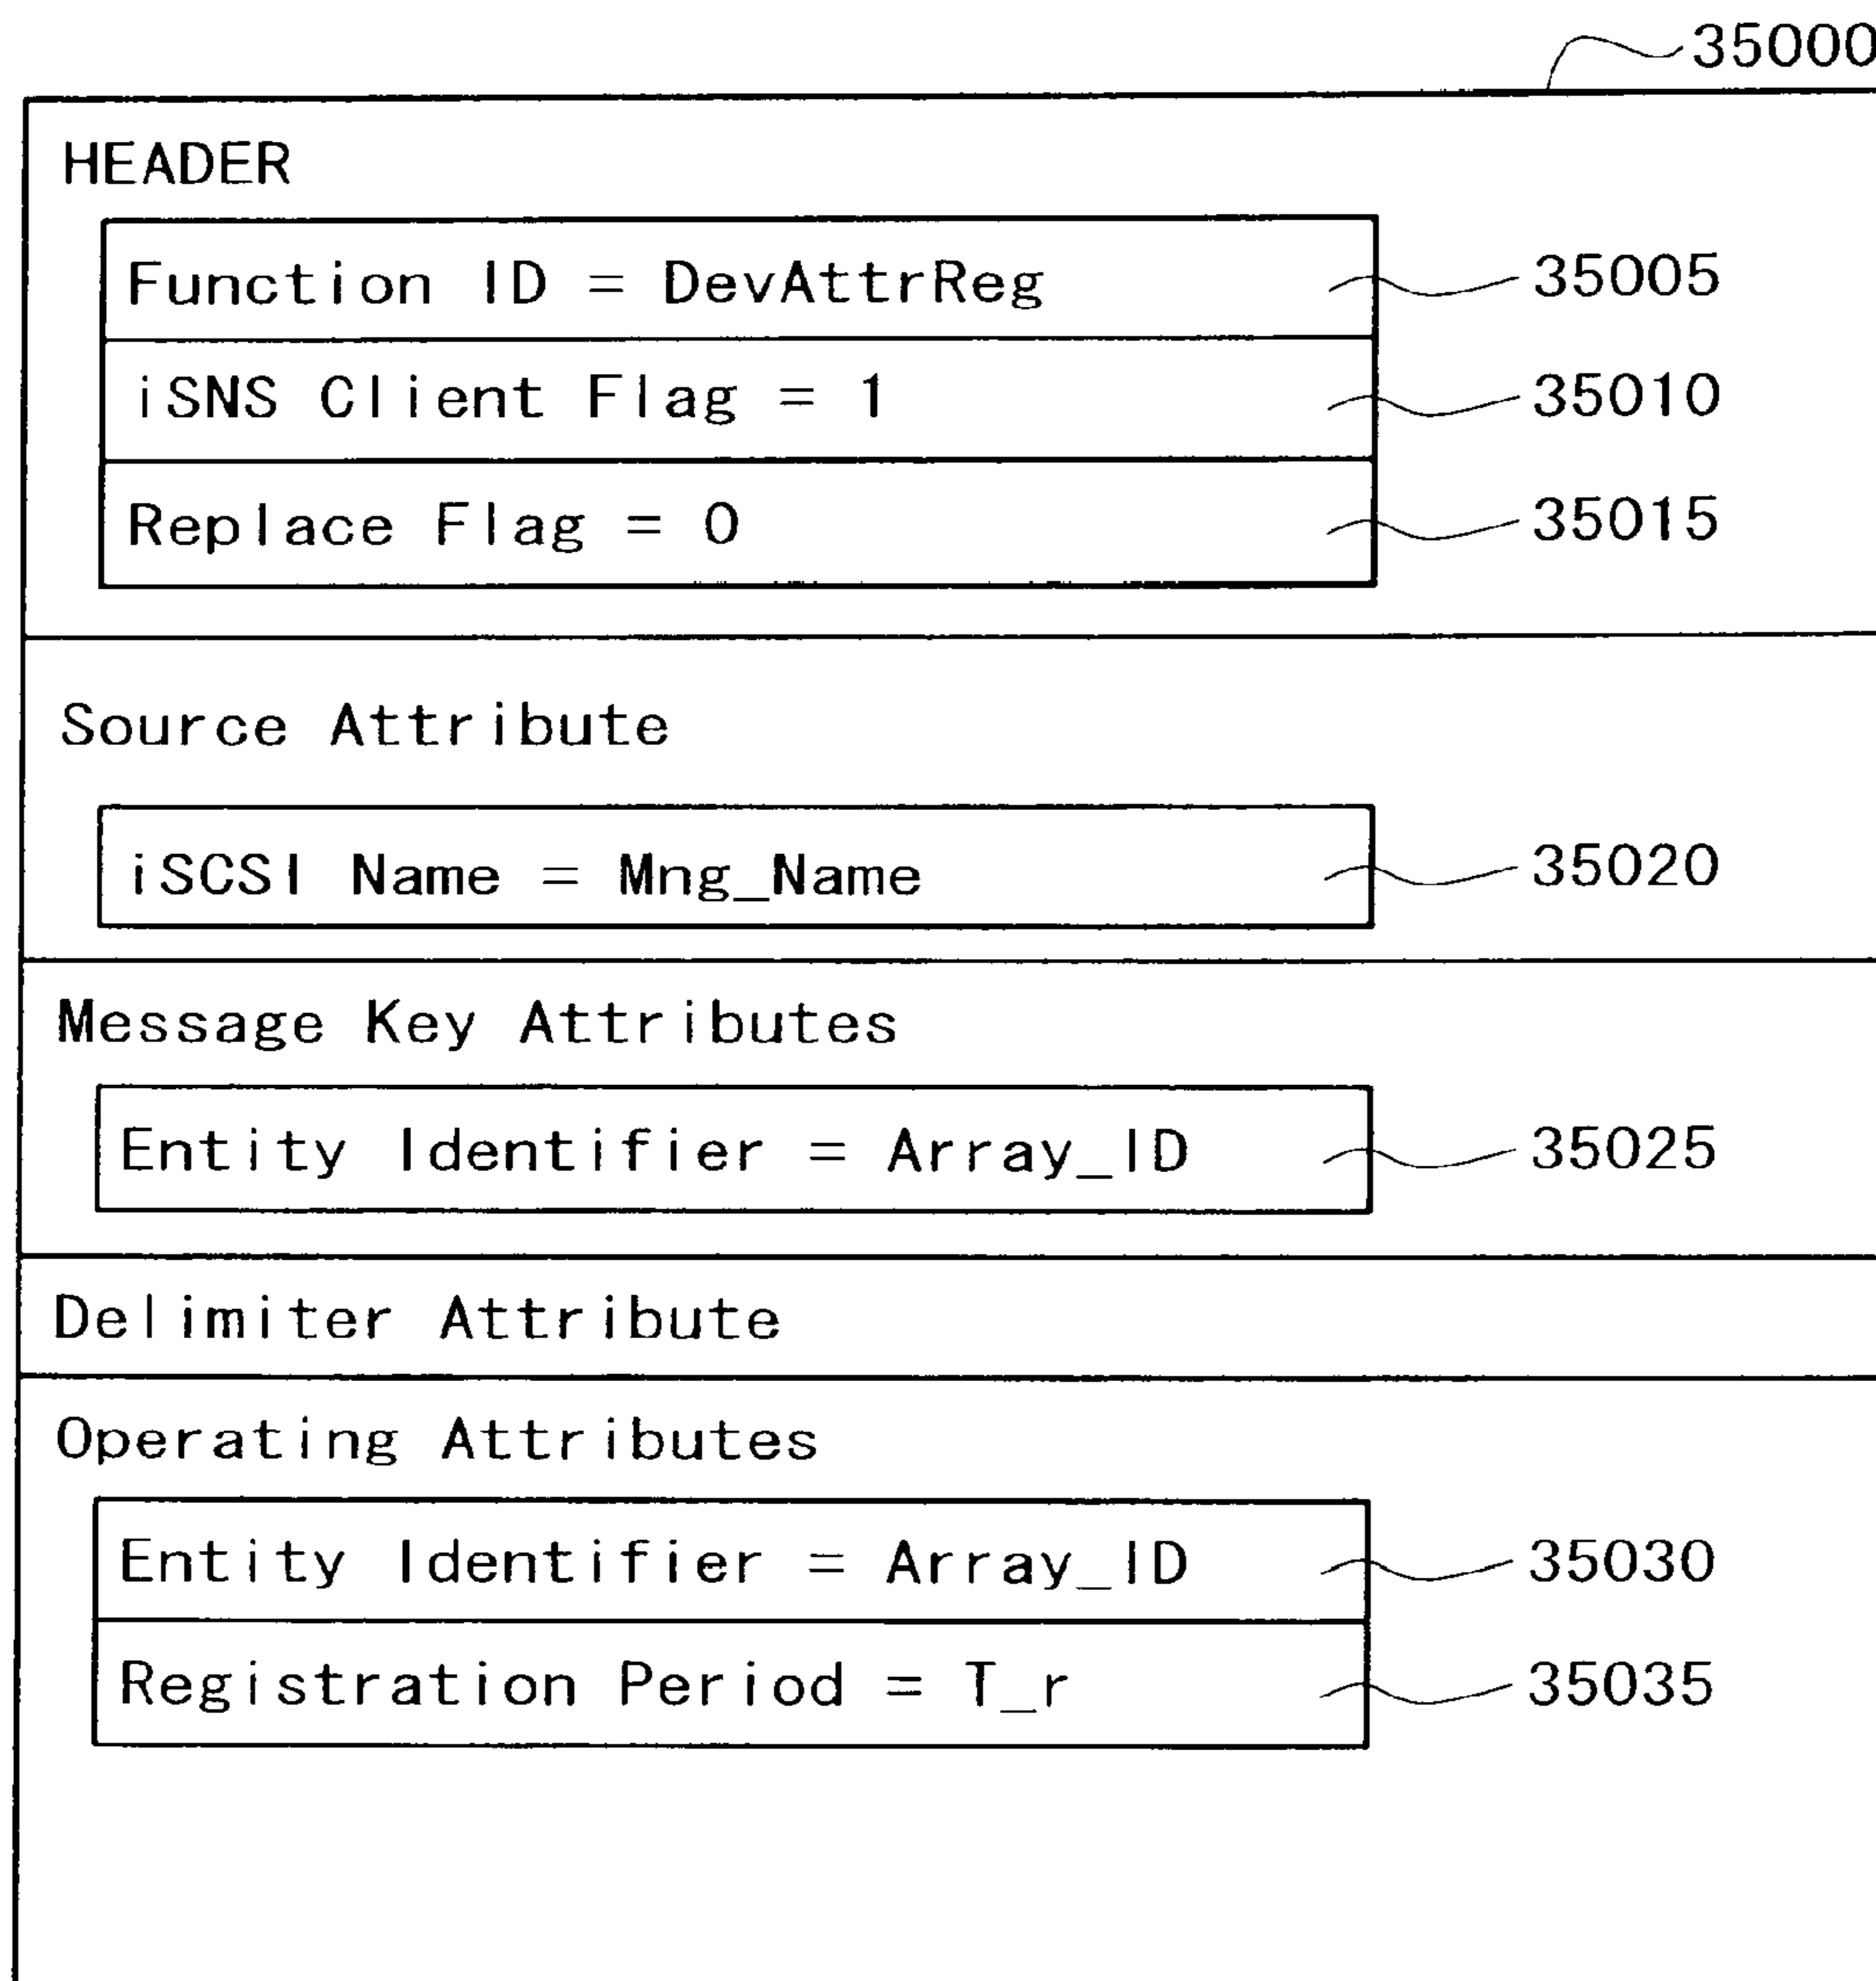 35000
HEADER
Function ID = DevAttrReg 35005
iSNS Client Flag = 1 35010
Replace Flag = 0 35015
Source Attribute
iSCSI Name = Mng_Name 35020
Message Key Attributes
Entity Identifier = Array_ID 35025
Delimiter Attribute
Operating Attributes
Entity Identifier = Array_ID 35030
Registration Period = T_r 35035